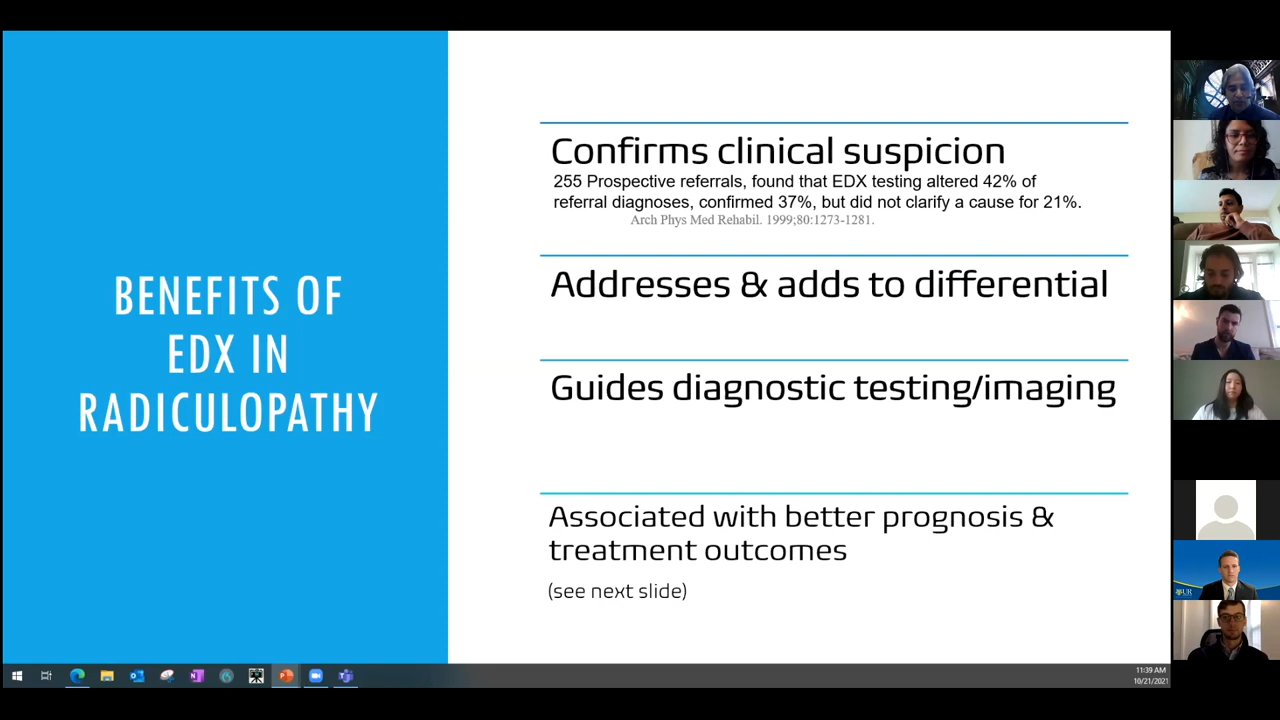 BENEFITS OF
EDX IN
RADICULOPATHY
Confirms clinical suspicion
255 Prospective referrals, found that EDX testing altered 42% of
referral diagnoses, confirmed 37%, but did not clarify a cause for 21%.
Arch Phys Med Rehabil. 1999;80:1273-1281.
Addresses & adds to differential
Guides diagnostic testing/imaging
Associated with better prognosis &
treatment outcomes
(see next slide)
UR
11:39 AM
10/21/2021